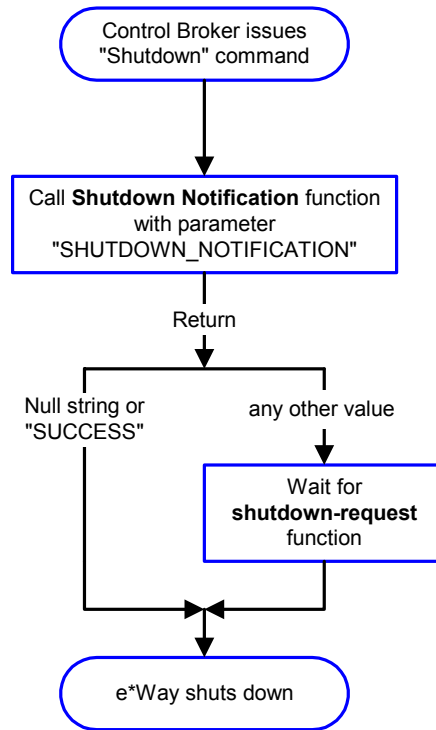 Control Broker issues
"Shutdown" command
Call Shutdown Notification function
with parameter
"SHUTDOWN_NOTIFICATION"
Return
Null string or
"SUCCESS"
any other value
Wait for
shutdown-request
function
e*Way shuts down